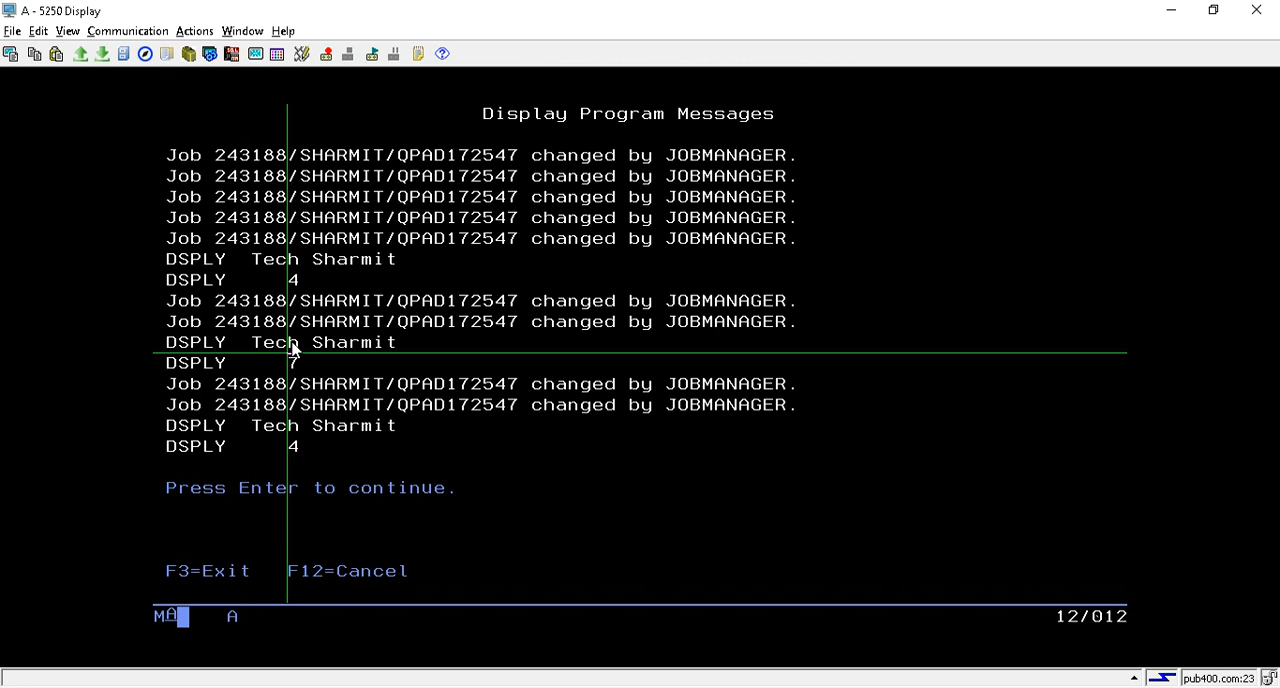 A - 5250 Display
File Edit View Communication Actions Window Help
Display Program Messages
Job 243188/SHARMIT/QPAD172547 changed by JOBMANAGER.
Job 243188/SHARMIT/QPAD172547 changed by JOBMANAGER.
Job 243188/SHARMIT/QPAD172547 changed by JOBMANAGER.
Job 243188/SHARMIT/QPAD172547 changed by JOBMANAGER.
Job 243188/SHARMIT/QPAD172547 changed by JOBMANAGER.
DSPLY Tech Sharmit
DSPLY 4
Job 243188/SHARMIT/QPAD172547 changed by JOBMANAGER.
Job 243188/SHARMIT/QPAD172547 changed by JOBMANAGER.
DSPLY Tech Sharmit
DSPLY 7
Job 243188/SHARMIT/QPAD172547 changed by JOBMANAGER.
Job 243188/SHARMIT/QPAD172547 changed by JOBMANAGER.
DSPLY Tech Sharmit
DSPLY 4
Press Enter to continue.
F3=Exit F12=Cancel
MA A 12/012
pub400.com:23